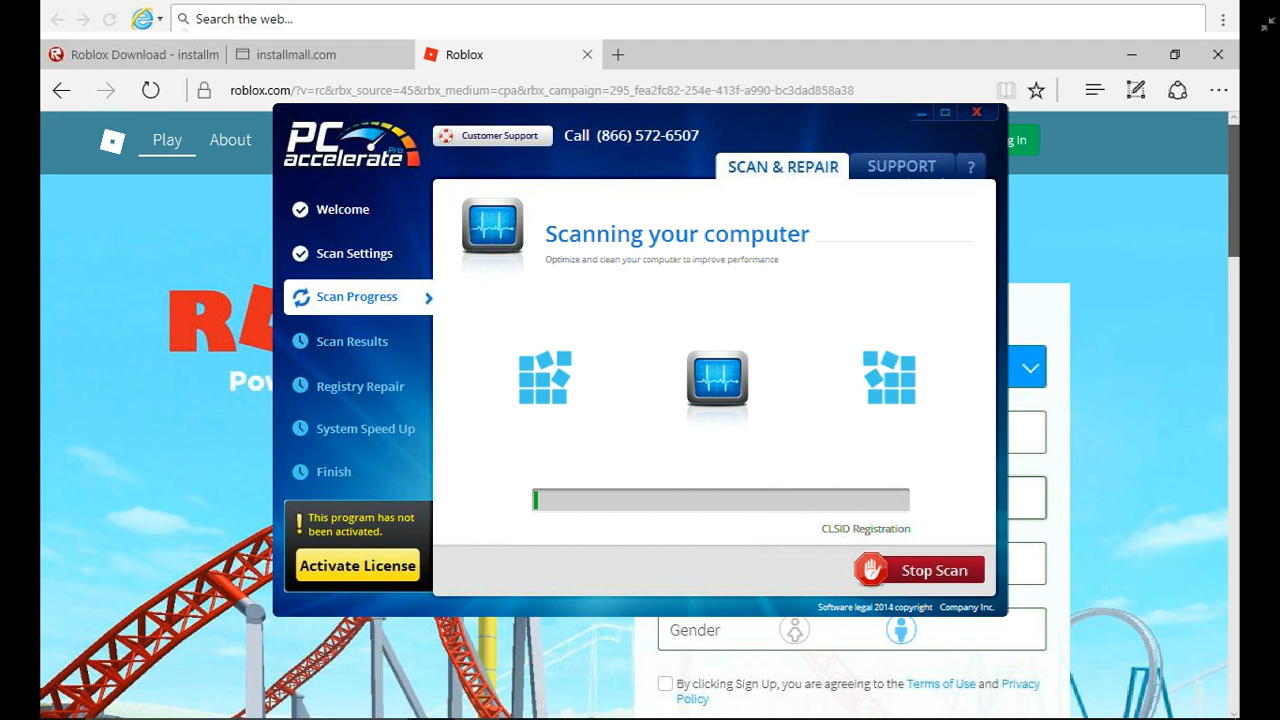 Search the web...
Roblox Download - installm
installmall.com
Roblox
roblox.com/?v=rc&rbx_source=45&rbx_medium=cpa&rbx_campaign=295_fea2fc82-254e-413f-a990-bc3dad858a38
Play
About
PC
accelerate Pro
Customer Support
Call (866) 572-6507
SCAN & REPAIR
SUPPORT
?
Welcome
Scan Settings
Scan Progress
Scan Results
Registry Repair
System Speed Up
Finish
! This program has not
been activated.
Activate License
Scanning your computer
Optimize and clean your computer to improve performance
CLSID Registration
Stop Scan
Software legal 2014 copyright Company Inc.
Gender
By clicking Sign Up, you are agreeing to the Terms of Use and Privacy
Policy